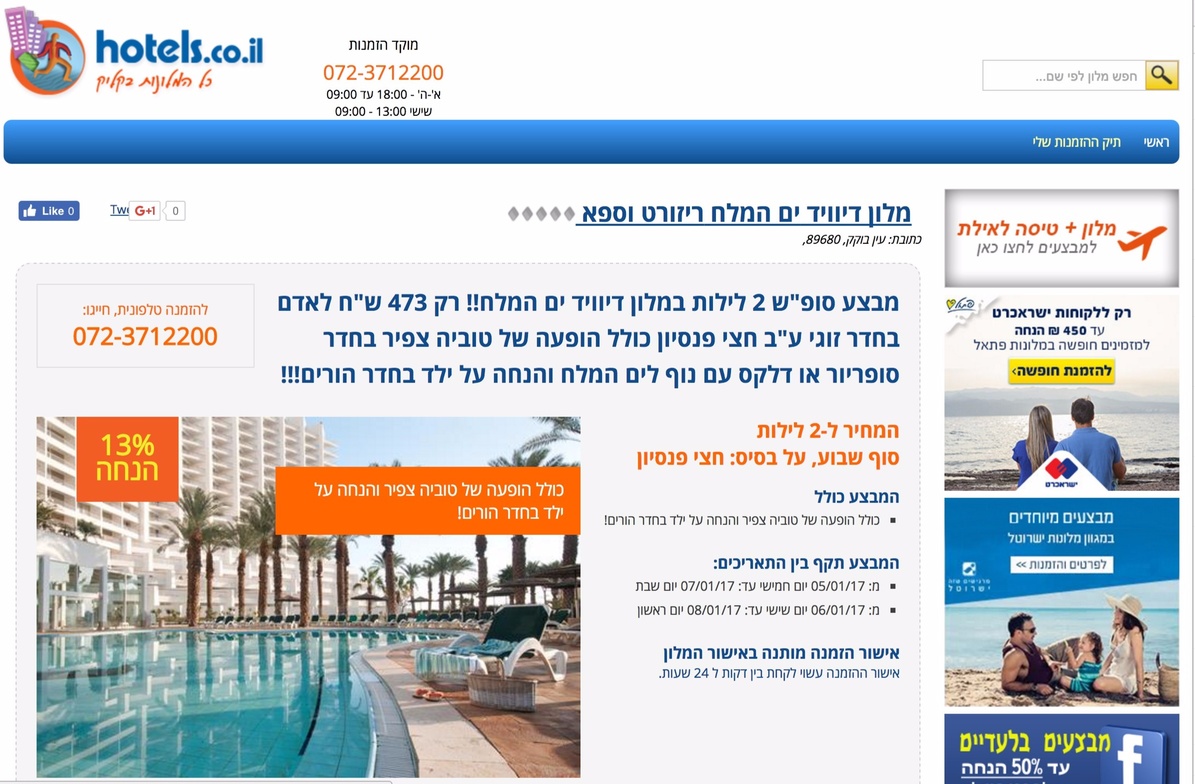 hotels.co.il
כל המלונות בקליק
מוקד הזמנות
072-3712200
א'-ה' - 18:00 עד 09:00
שישי 13:00 - 09:00
חפש מלון לפי שם...
ראשי
תיק ההזמנות שלי
Like 0
Twe
G+1
0
מלון דיוויד ים המלח ריזורט וספא
כתובת: עין בוקק, 89680,
להזמנה טלפונית, חייגו:
072-3712200
מבצע סופ"ש 2 לילות במלון דיוויד ים המלח!! רק 473 ש"ח לאדם
בחדר זוגי ע"ב חצי פנסיון כולל הופעה של טוביה צפיר בחדר
סופריור או דלקס עם נוף לים המלח והנחה על ילד בחדר הורים!!!
13%
הנחה
כולל הופעה של טוביה צפיר והנחה על
ילד בחדר הורים!
המחיר ל-2 לילות
סוף שבוע, על בסיס: חצי פנסיון
המבצע כולל
כולל הופעה של טוביה צפיר והנחה על ילד בחדר הורים!
המבצע תקף בין התאריכים:
מ: 05/01/17 יום חמישי עד: 07/01/17 יום שבת
מ: 06/01/17 יום שישי עד: 08/01/17 יום ראשון
אישור הזמנה מותנה באישור המלון
אישור ההזמנה עשוי לקחת בין דקות ל 24 שעות.
מלון + טיסה לאילת
למבצעים לחצו כאן
פתאל
רק ללקוחות ישראכרט
עד 450 ₪ הנחה
למזמינים חופשה במלונות פתאל
להזמנת חופשה>
ישראכרט
מבצעים מיוחדים
במגוון מלונות ישרוטל
לפרטים והזמנות >>
מרגישים שזה
ישרוטל
מבצעים בלעדיים
עד 50% הנחה
f